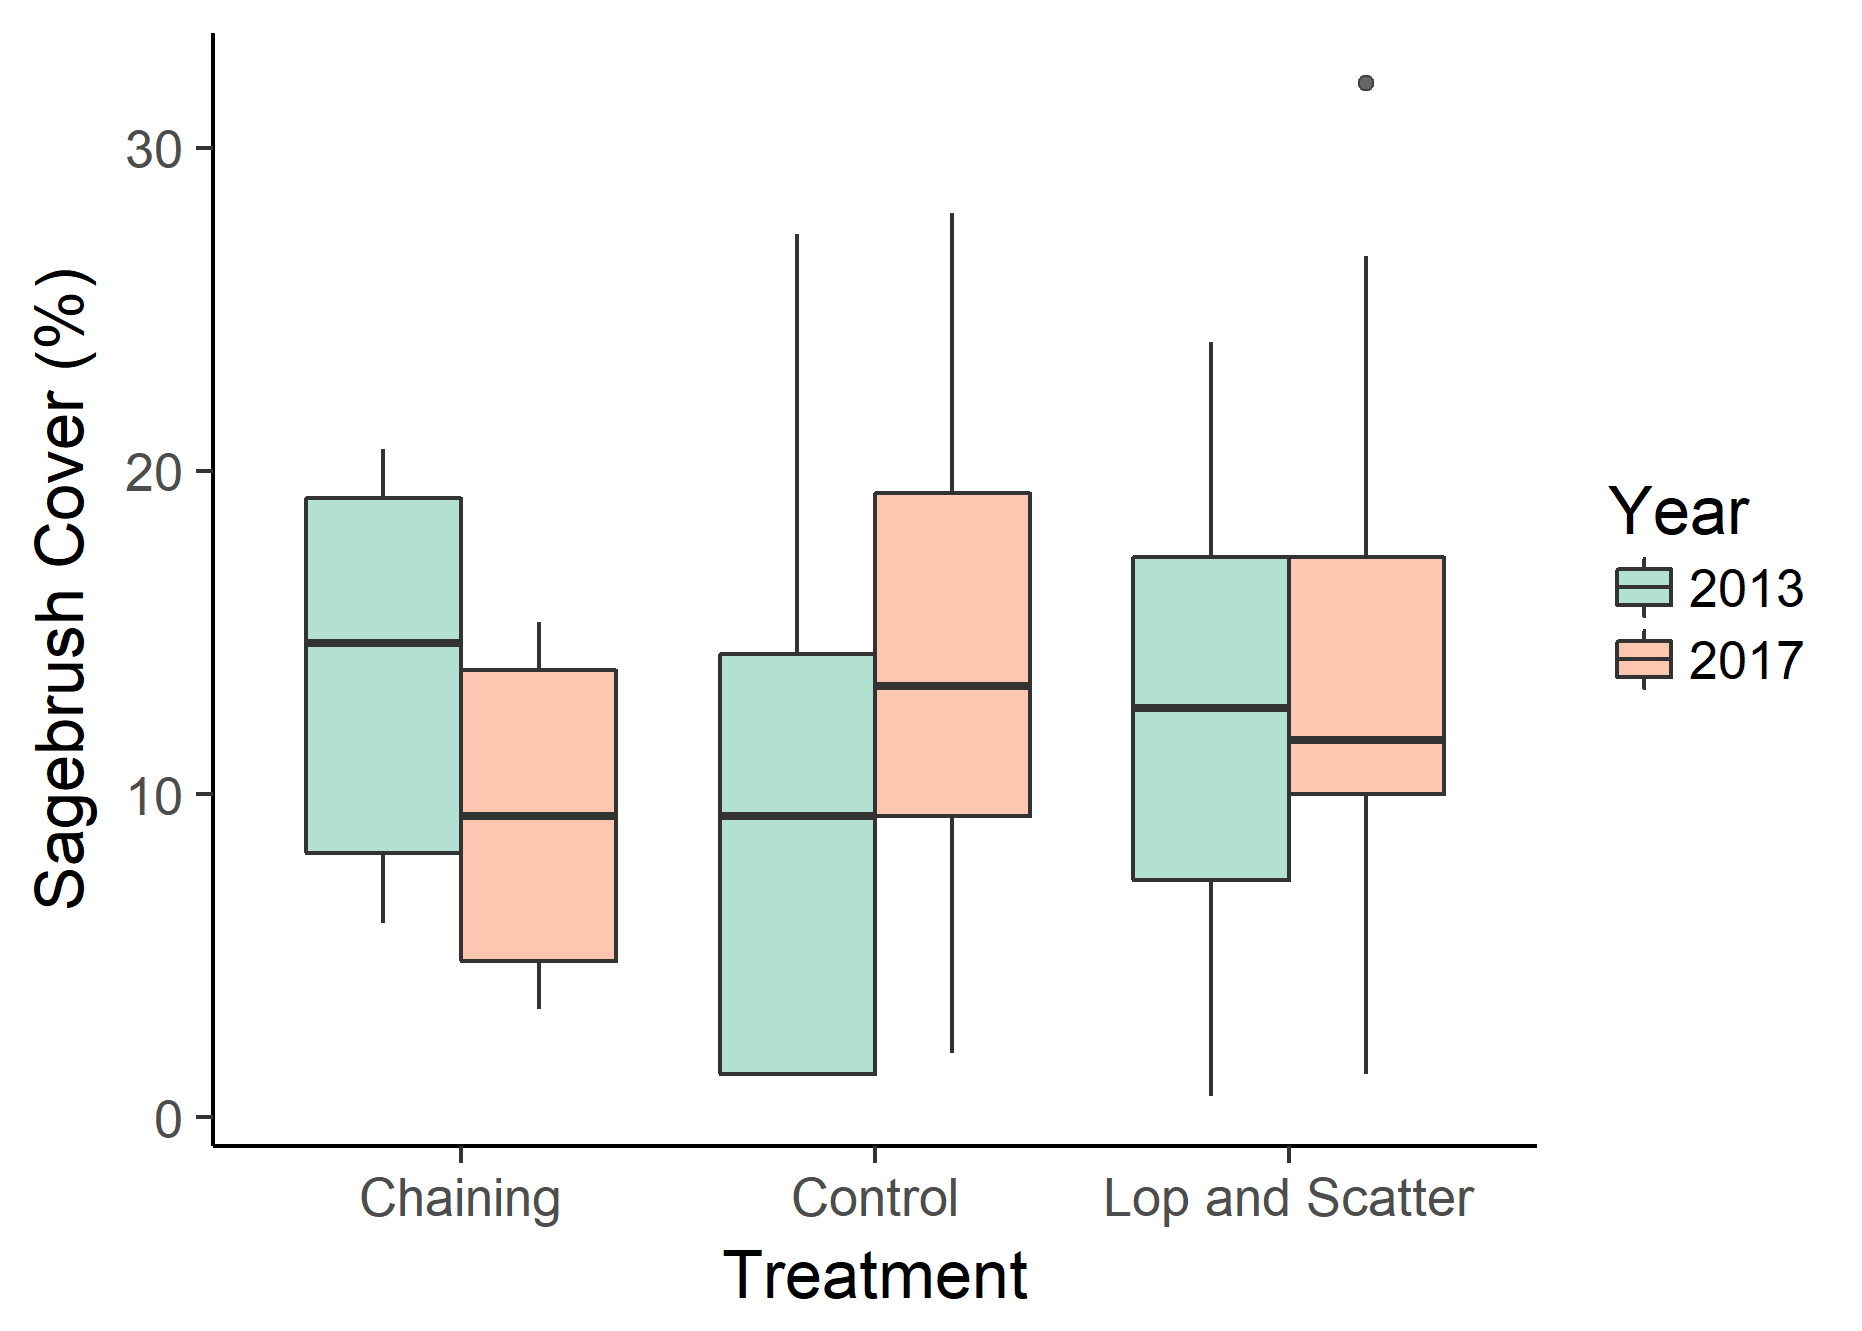 Sagebrush Cover (%)
30
20
10
0
Chaining
Control
Lop and Scatter
Treatment
Year
2013
2017